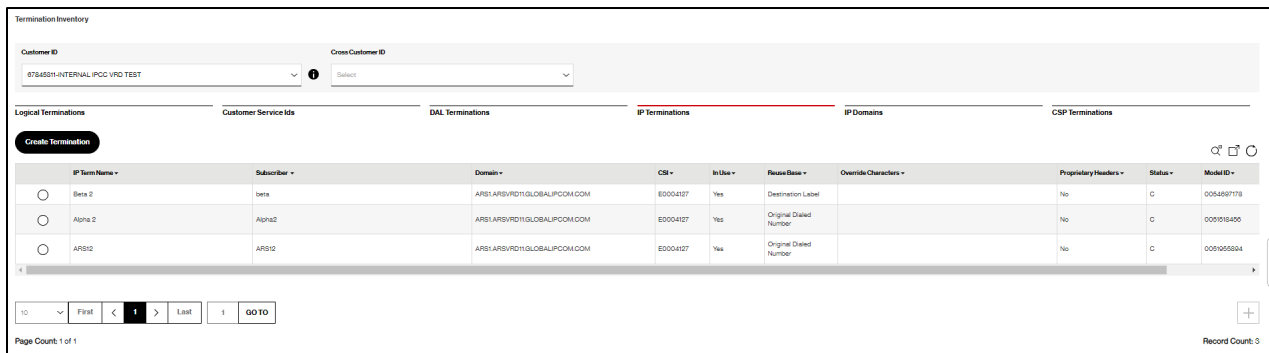 Termination Inventory
Customer ID Cross Customer ID
67845311-INTERNAL IPCC VRD TEST Select
Logical Terminations Customer Service Ids DAL Terminations IP Terminations IP Domains CSP Terminations
Create Termination
IP Term Name Subscriber Domain CSI In Use Reuse Base Override Characters Proprietary Headers Status Model ID
Beta 2 beta ARS1.ARSVRD11.GLOBALIPCOM.COM E0004127 Yes Destination Label No C 0054697178
Alpha 2 Alpha2 ARS1.ARSVRD11.GLOBALIPCOM.COM E0004127 Yes Original Dialed Number No C 0051518456
ARS12 ARS12 ARS1.ARSVRD11.GLOBALIPCOM.COM E0004127 Yes Original Dialed Number No C 0051955894
10 First < 1 > Last 1 GO TO
Page Count: 1 of 1 Record Count: 3